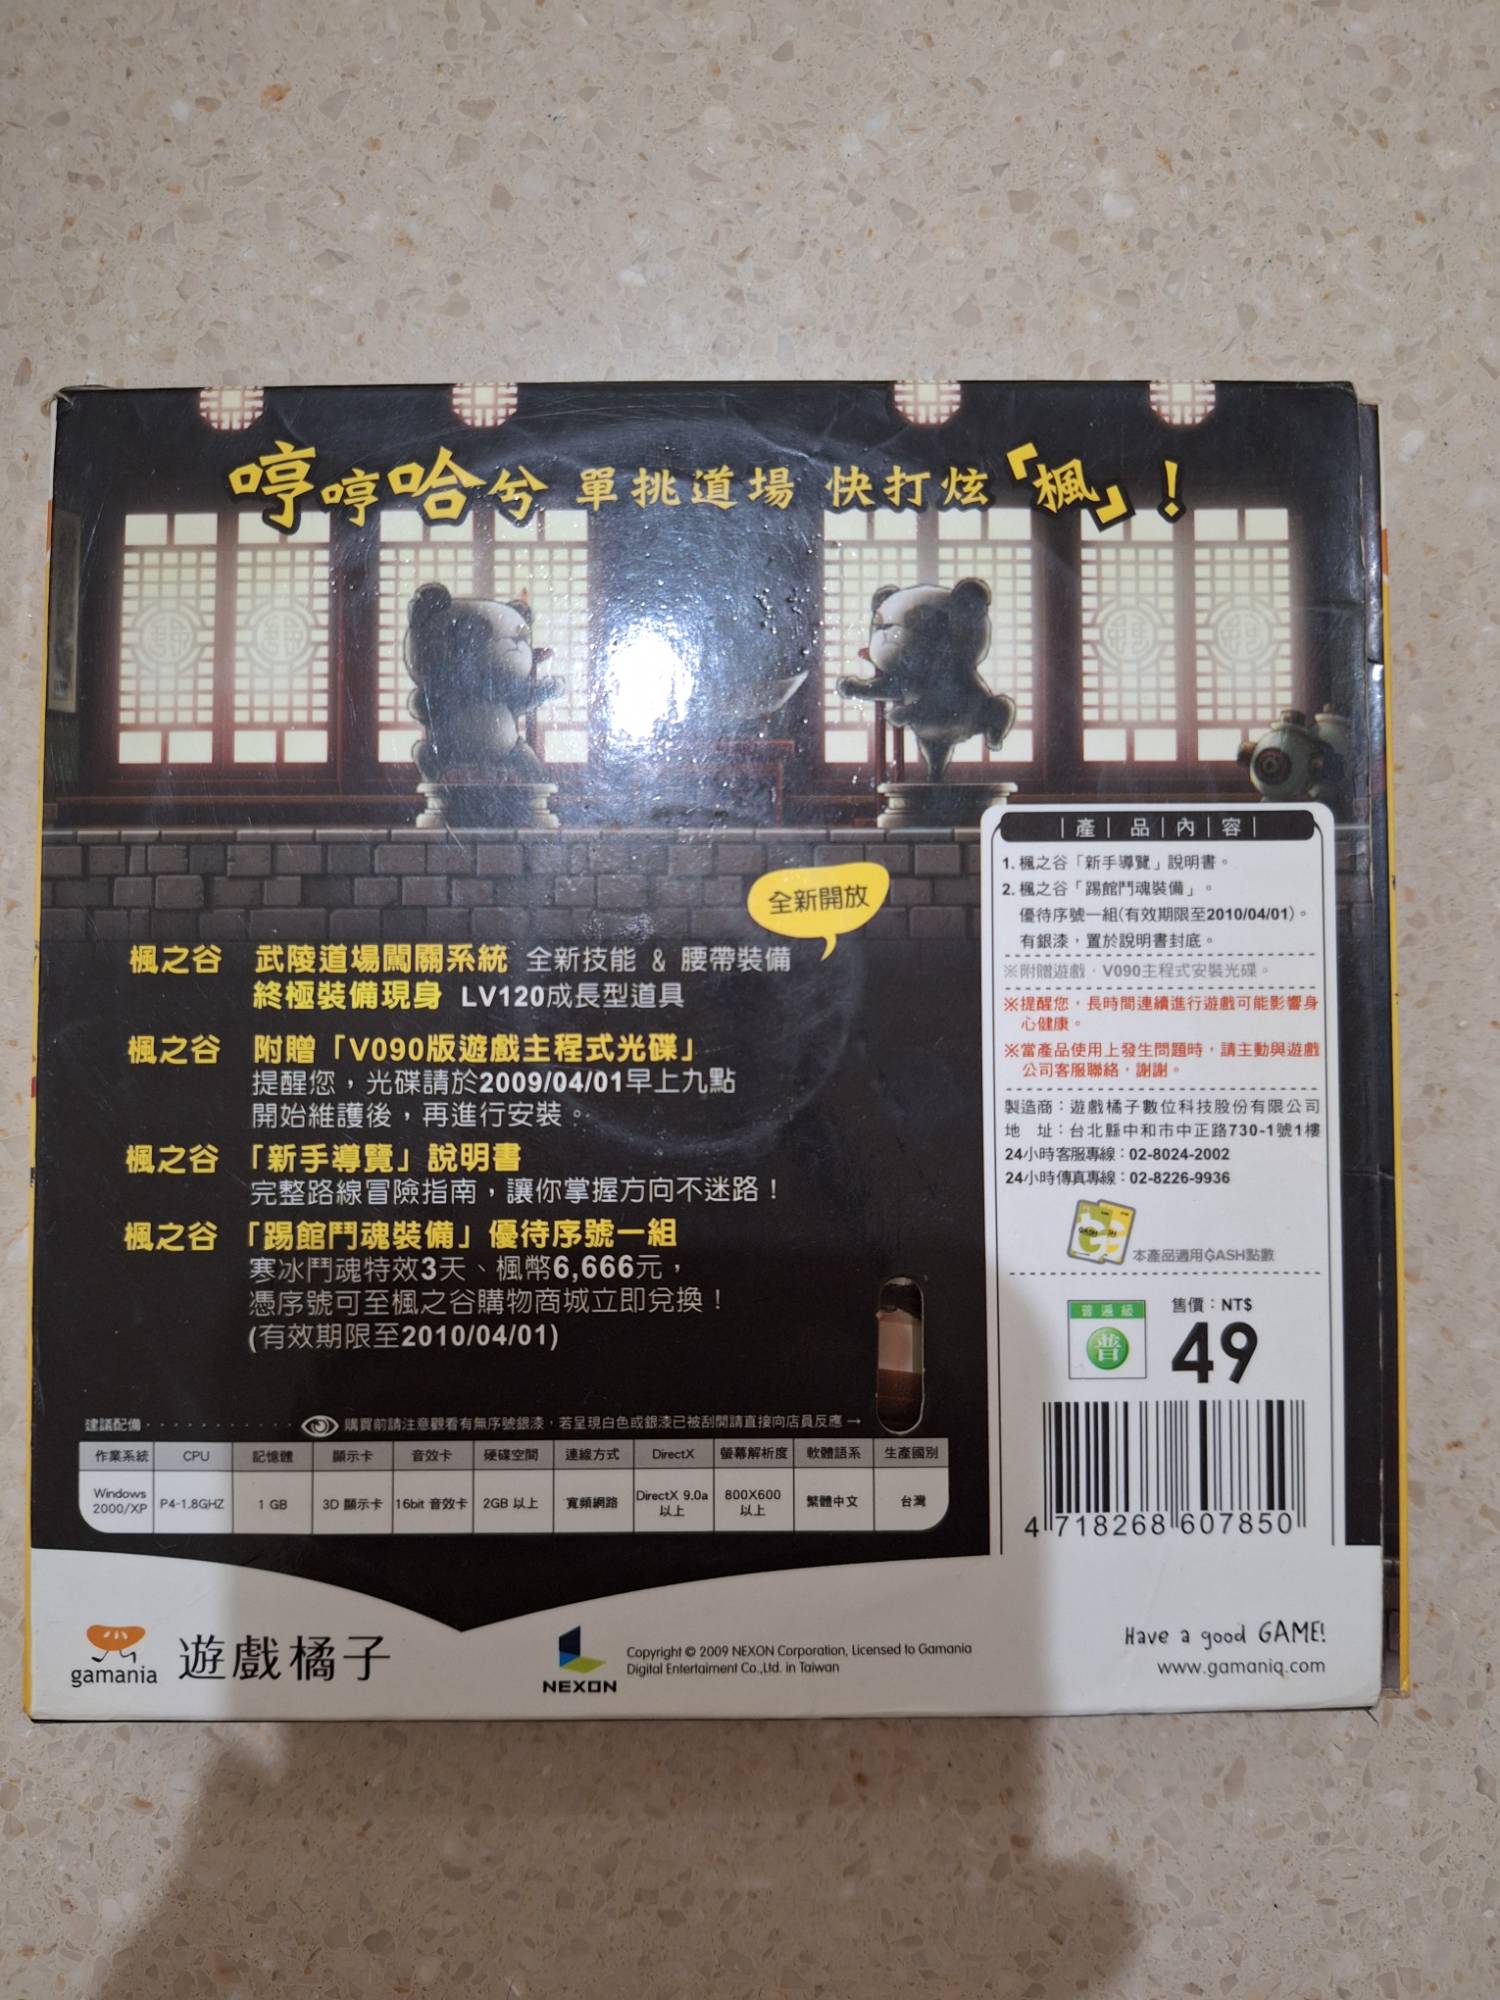 哼哼哈兮 單挑道場 快打炫「楓」!
全新開放
楓之谷 武陵道場闖關系統 全新技能 & 腰帶裝備
終極裝備現身 LV120成長型道具
楓之谷 附贈「V090版遊戲主程式光碟」
提醒您，光碟請於2009/04/01早上九點
開始維護後，再進行安裝。
楓之谷 「新手導覽」說明書
完整路線冒險指南，讓你掌握方向不迷路！
楓之谷 「踢館鬥魂裝備」優待序號一組
寒冰鬥魂特效3天、楓幣6,666元，
憑序號可至楓之谷購物商城立即兌換！
(有效期限至2010/04/01)
建議配備 購買前請注意觀看有無序號銀漆，若呈現白色或銀漆已被刮開請直接向店員反應→
作業系統 CPU 記憶體 顯示卡 音效卡 硬碟空間 連線方式 DirectX 螢幕解析度 軟體語系 生產國別
Windows 2000/XP P4-1.8GHZ 1 GB 3D 顯示卡 16bit 音效卡 2GB 以上 寬頻網路 DirectX 9.0a 以上 800X600 以上 繁體中文 台灣
|產|品|內|容|
1. 楓之谷「新手導覽」說明書。
2. 楓之谷「踢館鬥魂裝備」。
優待序號一組(有效期限至2010/04/01)。
有銀漆，置於說明書封底。
※附贈遊戲，V090主程式安裝光碟。
※提醒您，長時間連續進行遊戲可能影響身
心健康。
※當產品使用上發生問題時，請主動與遊戲
公司客服聯絡，謝謝。
製造商：遊戲橘子數位科技股份有限公司
地 址：台北縣中和市中正路730-1號1樓
24小時客服專線：02-8024-2002
24小時傳真專線：02-8226-9936
本產品適用GASH點數
普遍級
普
售價：NT$
49
4 718268 607850
gamania 遊戲橘子
NEXON
Copyright © 2009 NEXON Corporation, Licensed to Gamania
Digital Entertaiment Co.,Ltd. in Taiwan
Have a good GAME!
www.gamaniq.com